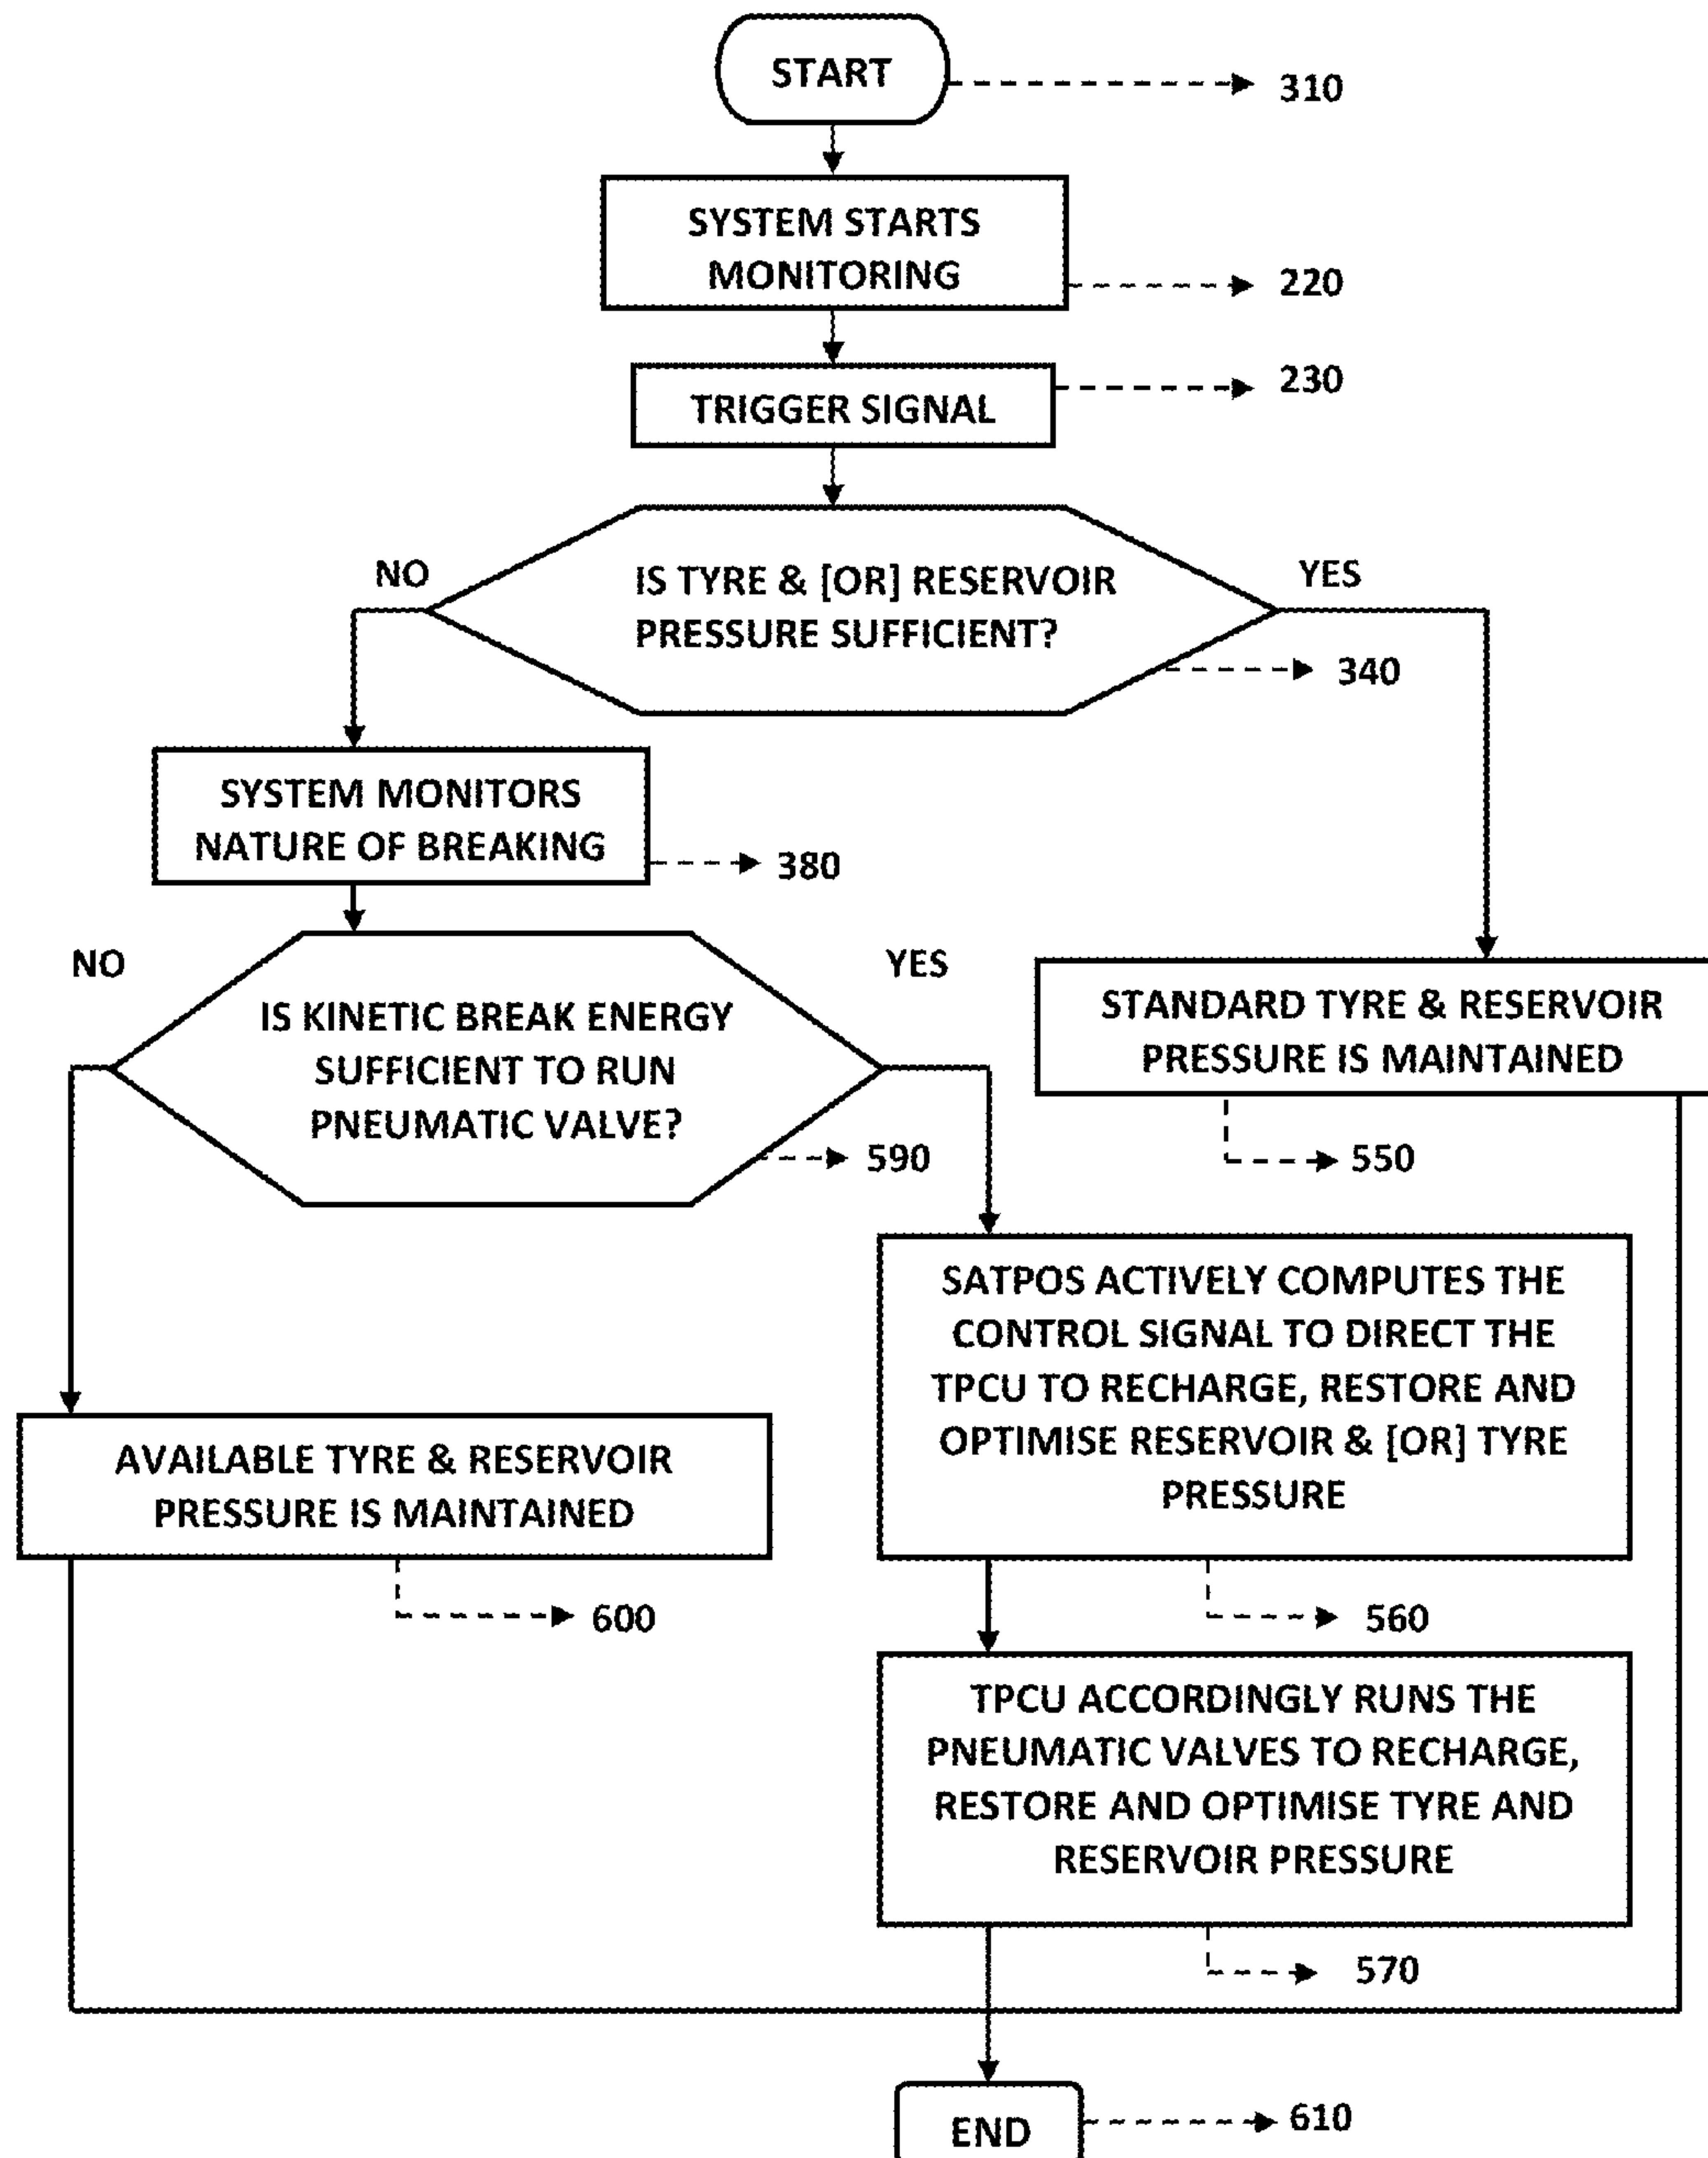 START
310
SYSTEM STARTS
MONITORING
220
TRIGGER SIGNAL
230
NO
YES
IS TYRE & [OR] RESERVOIR
PRESSURE SUFFICIENT?
340
SYSTEM MONITORS
NATURE OF BREAKING
380
NO
YES
IS KINETIC BREAK ENERGY
SUFFICIENT TO RUN
PNEUMATIC VALVE?
590
STANDARD TYRE & RESERVOIR
PRESSURE IS MAINTAINED
550
SATPOS ACTIVELY COMPUTES THE
CONTROL SIGNAL TO DIRECT THE
TPCU TO RECHARGE, RESTORE AND
OPTIMISE RESERVOIR & [OR] TYRE
PRESSURE
560
AVAILABLE TYRE & RESERVOIR
PRESSURE IS MAINTAINED
600
TPCU ACCORDINGLY RUNS THE
PNEUMATIC VALVES TO RECHARGE,
RESTORE AND OPTIMISE TYRE AND
RESERVOIR PRESSURE
570
END
610